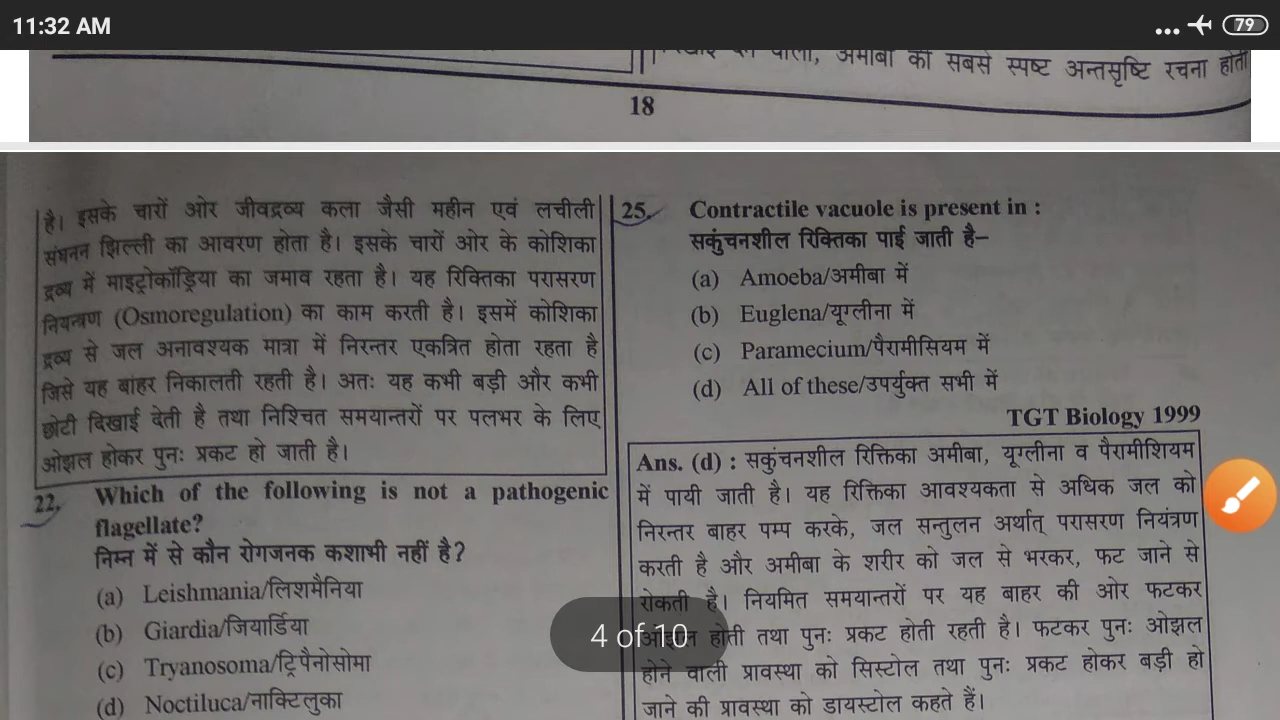 11:32 AM
79
वाली, अमीबा की सबसे स्पष्ट अन्तसृष्टि रचना होती
18
है। इसके चारों ओर जीवद्रव्य कला जैसी महीन एवं लचीली
संघनन झिल्ली का आवरण होता है। इसके चारों ओर के कोशिका
द्रव्य में माइट्रोकॉड्रिया का जमाव रहता है। यह रिक्तिका परासरण
नियन्त्रण (Osmoregulation) का काम करती है। इसमें कोशिका
द्रव्य से जल अनावश्यक मात्रा में निरन्तर एकत्रित होता रहता है
जिसे यह बाहर निकालती रहती है। अतः यह कभी बड़ी और कभी
छोटी दिखाई देती है तथा निश्चित समयान्तरों पर पलभर के लिए
ओझल होकर पुनः प्रकट हो जाती है।
22. Which of the following is not a pathogenic
flagellate?
निम्न में से कौन रोगजनक कशाभी नहीं है?
(a) Leishmania/लिशमैनिया
(b) Giardia/जियार्डिया
(c) Tryanosoma/ट्रिपैनोसोमा
(d) Noctiluca/नाक्टिलुका
25. Contractile vacuole is present in :
सकुंचनशील रिक्तिका पाई जाती है–
(a) Amoeba/अमीबा में
(b) Euglena/यूग्लीना में
(c) Paramecium/पैरामीसियम में
(d) All of these/उपर्युक्त सभी में
TGT Biology 1999
Ans. (d) : सकुंचनशील रिक्तिका अमीबा, यूग्लीना व पैरामीशियम
में पायी जाती है। यह रिक्तिका आवश्यकता से अधिक जल को
निरन्तर बाहर पम्प करके, जल सन्तुलन अर्थात् परासरण नियंत्रण
करती है और अमीबा के शरीर को जल से भरकर, फट जाने से
रोकती है। नियमित समयान्तरों पर यह बाहर की ओर फटकर
ओझल होती तथा पुनः प्रकट होती रहती है। फटकर पुनः ओझल
होने वाली प्रावस्था को सिस्टोल तथा पुनः प्रकट होकर बड़ी हो
जाने की प्रावस्था को डायस्टोल कहते हैं।
4 of 10